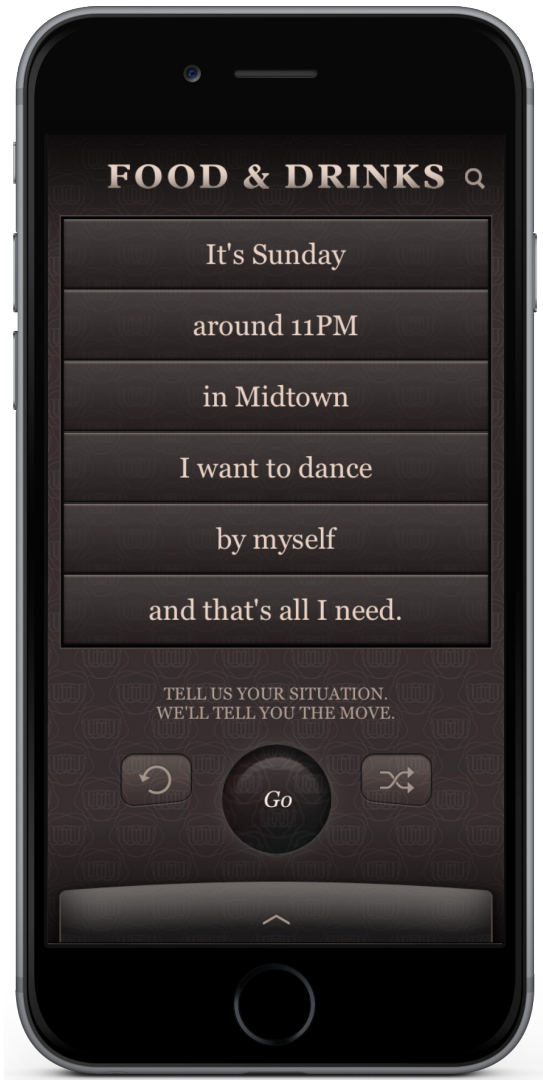 FOOD & DRINKS
It's Sunday
around 11PM
in Midtown
I want to dance
by myself
and that's all I need.
TELL US YOUR SITUATION.
WE'LL TELL YOU THE MOVE.
Go